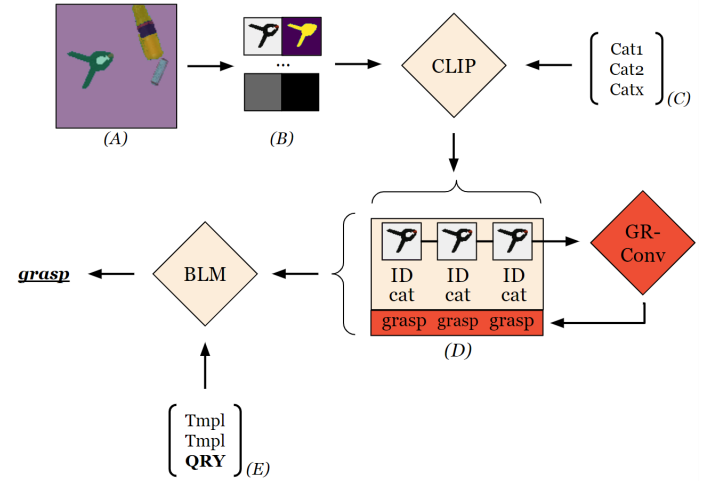 (A)
(B)
...
CLIP
Cat1
Cat2
Catx
(C)
ID ID ID
cat cat cat
grasp grasp grasp
(D)
GR-
Conv
BLM
grasp
Tmpl
Tmpl
QRY
(E)